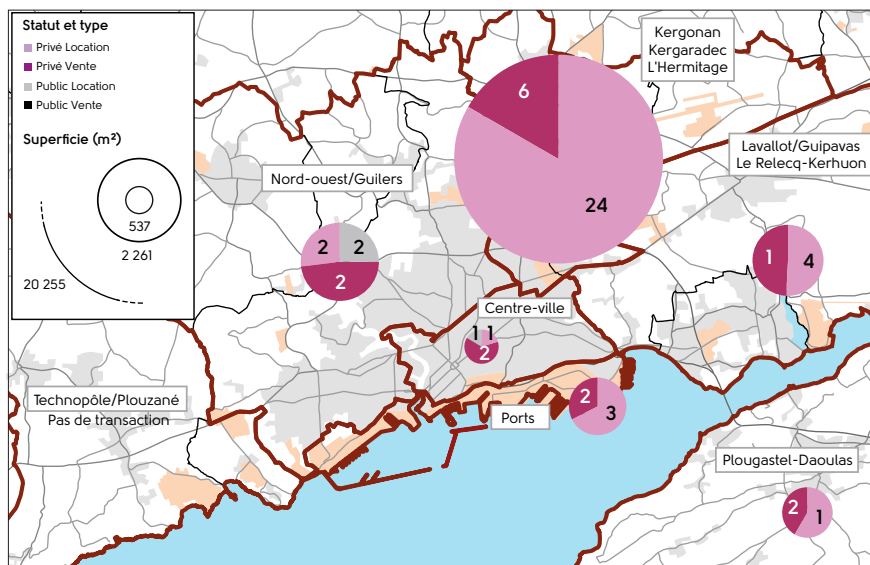 Statut et type
Privé Location
Privé Vente
Public Location
Public Vente
Superficie (m²)
537
2 261
20 255
Kergonan
Kergaradec
L'Hermitage
6
24
Nord-ouest/Guilers
2
2
2
Lavallot/Guipavas
Le Relecq-Kerhuon
1
4
Centre-ville
1
1
2
Technopôle/Plouzané
Pas de transaction
Ports
2
3
Plougastel-Daoulas
2
1